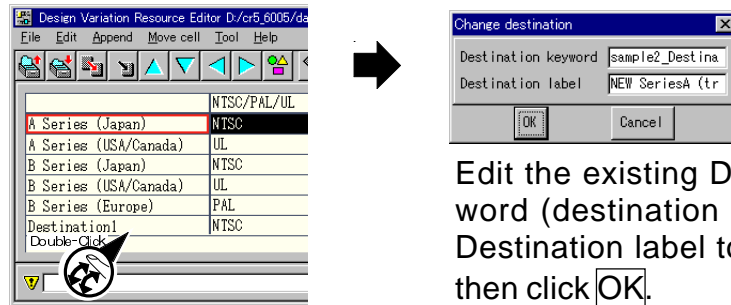 Design Variation Resource Editor D:/cr5_6005/da
File Edit Append Move cell Tool Help
NTSC/PAL/UL
A Series (Japan) NTSC
A Series (USA/Canada) UL
B Series (Japan) NTSC
B Series (USA/Canada) UL
B Series (Europe) PAL
Destination1 NTSC
Double-Click
Change destination
Destination keyword sample2_Destina
Destination label NEW SeriesA (tr
OK Cancel
Edit the existing D
word (destination
Destination label to
then click OK.